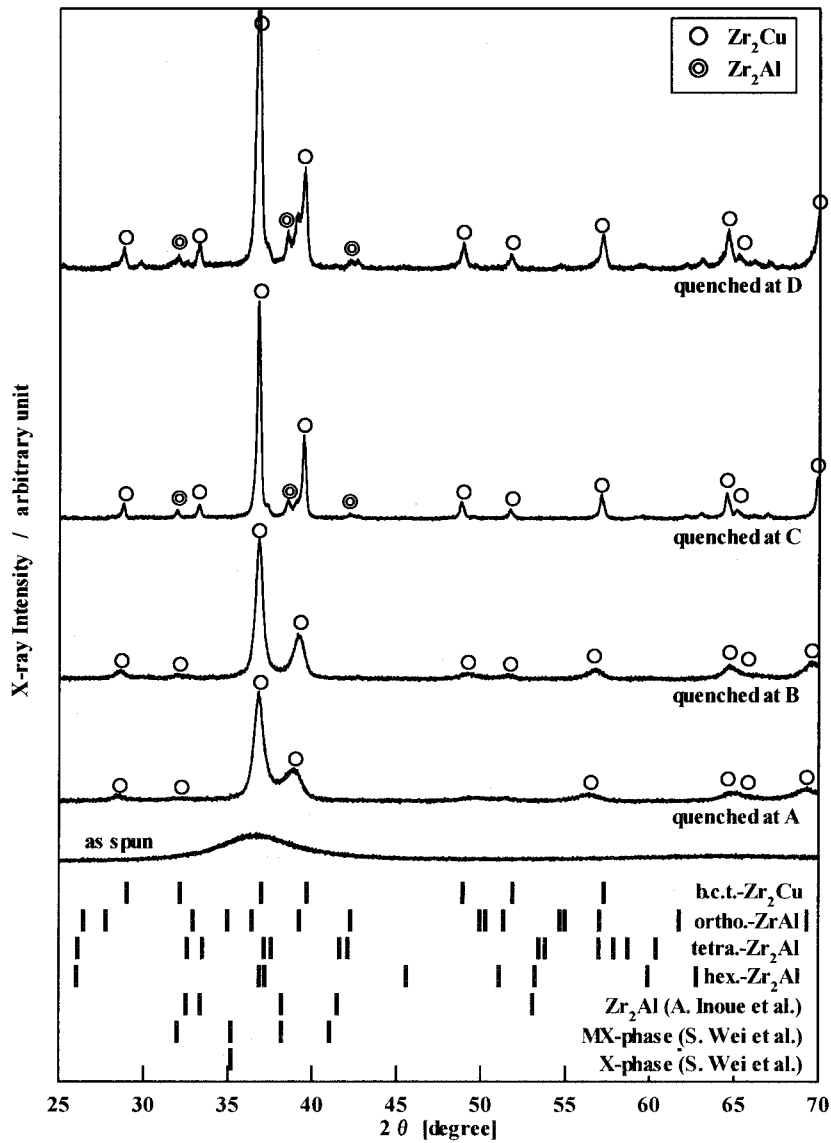 Zr2Cu
Zr2Al
quenched at D
quenched at C
quenched at B
quenched at A
as spun
b.c.t.-Zr2Cu
ortho.-ZrAl
tetra.-Zr2Al
hex.-Zr2Al
Zr2Al (A. Inoue et al.)
MX-phase (S. Wei et al.)
X-phase (S. Wei et al.)
X-ray Intensity / arbitrary unit
25 30 35 40 45 50 55 60 65 70
2 θ [degree]